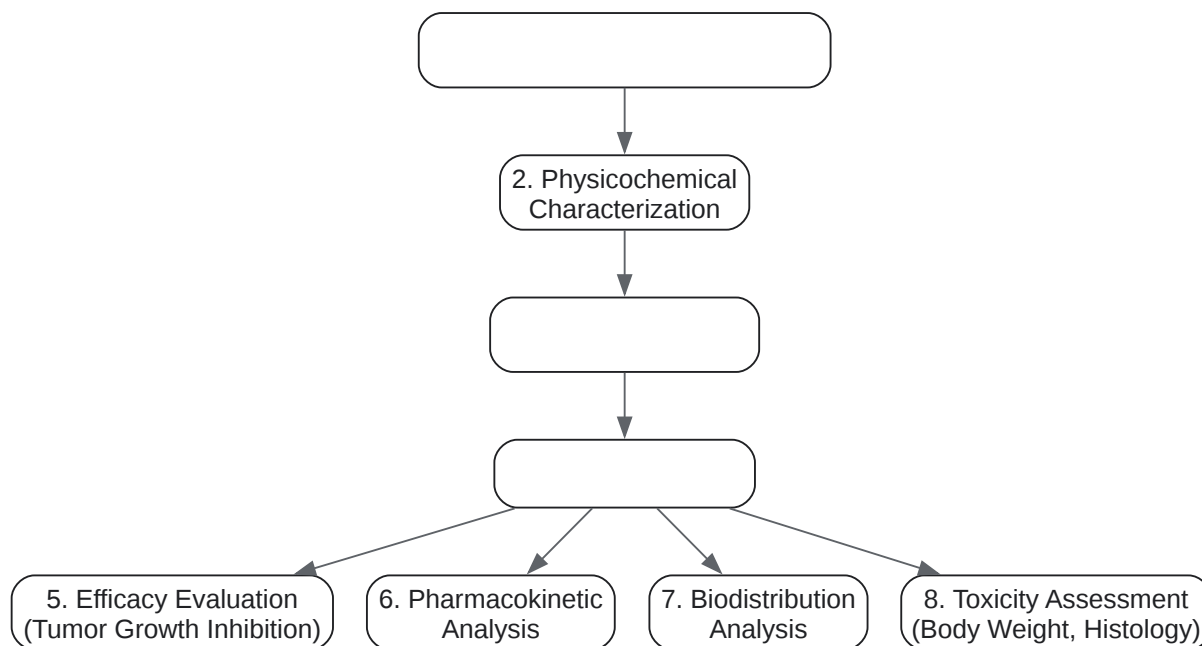 2. Physicochemical
Characterization
5. Efficacy Evaluation
(Tumor Growth Inhibition)
6. Pharmacokinetic
Analysis
7. Biodistribution
Analysis
8. Toxicity Assessment
(Body Weight, Histology)